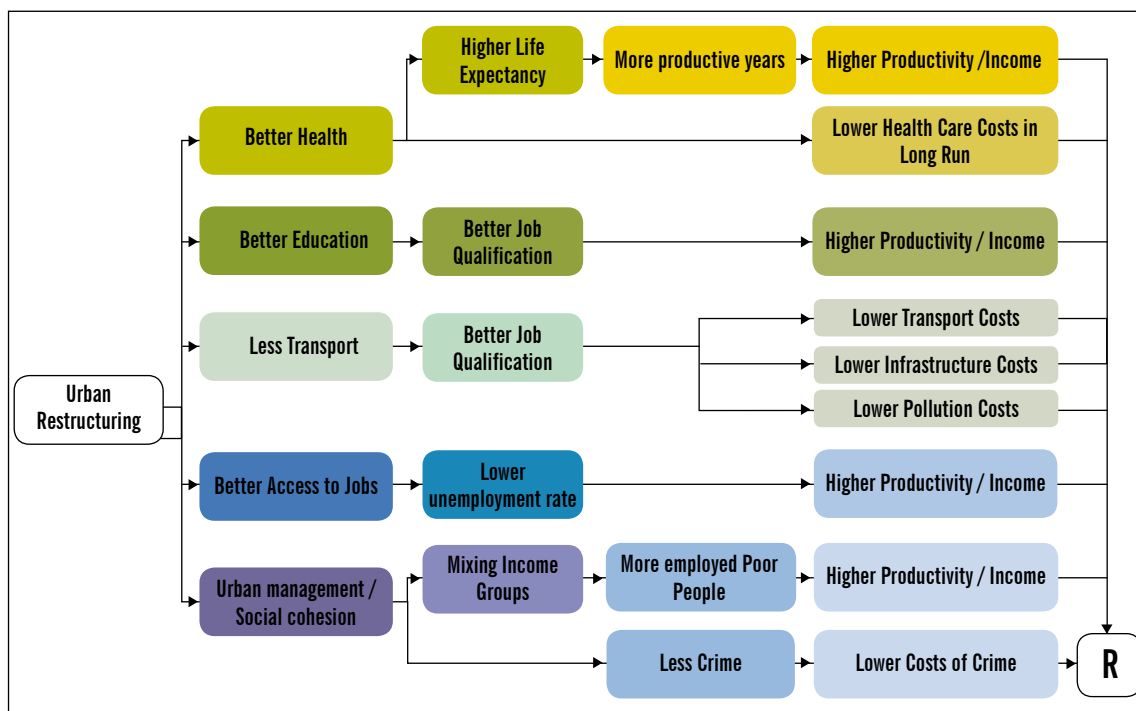 Higher Life
Expectancy
More productive years
Higher Productivity /Income
Better Health
Lower Health Care Costs in
Long Run
Better Education
Better Job
Qualification
Higher Productivity / Income
Less Transport
Better Job
Qualification
Lower Transport Costs
Lower Infrastructure Costs
Lower Pollution Costs
Urban
Restructuring
Better Access to Jobs
Lower
unemployment rate
Higher Productivity / Income
Urban management /
Social cohesion
Mixing Income
Groups
More employed Poor
People
Higher Productivity / Income
Less Crime
Lower Costs of Crime
R